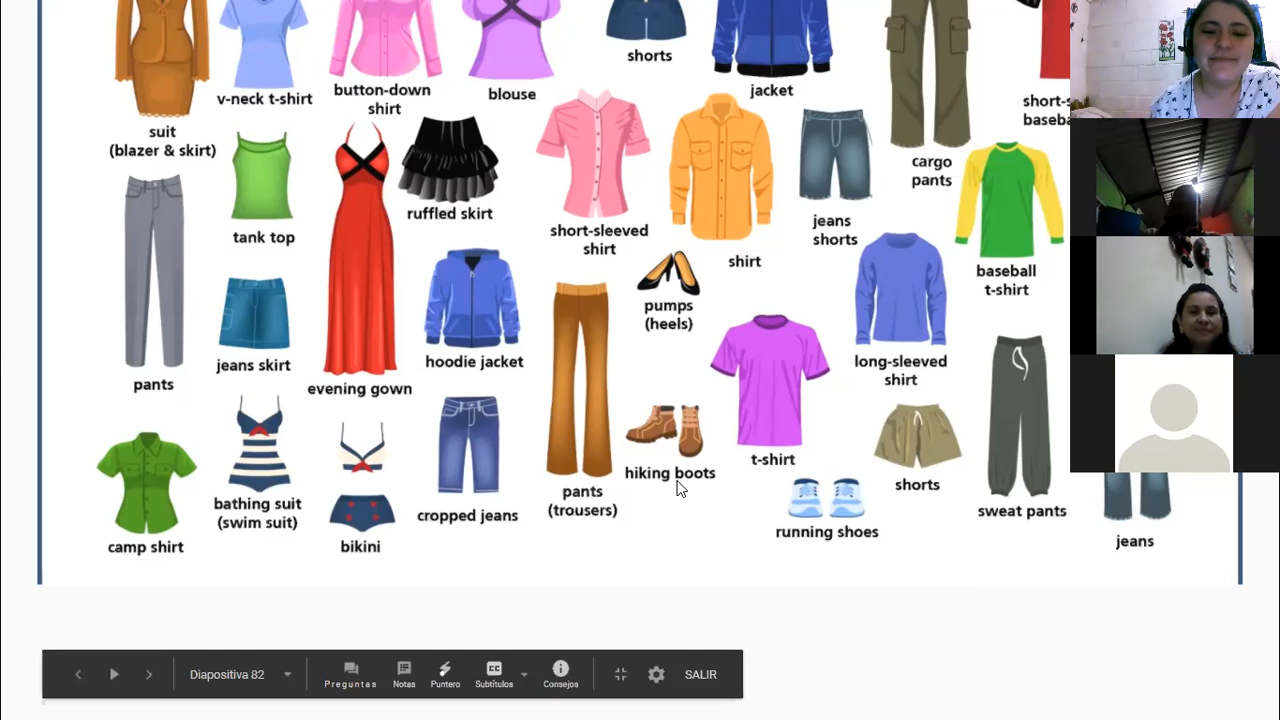 shorts
v-neck t-shirt
button-down
shirt
blouse
jacket
short-s
baseba
suit
(blazer & skirt)
cargo
pants
tank top
ruffled skirt
short-sleeved
shirt
shirt
jeans
shorts
baseball
t-shirt
pumps
(heels)
pants
jeans skirt
evening gown
hoodie jacket
long-sleeved
shirt
hiking boots
t-shirt
shorts
bathing suit
(swim suit)
cropped jeans
pants
(trousers)
running shoes
sweat pants
camp shirt
bikini
jeans
Diapositiva 82
Preguntas
Notas
Puntero
Subtítulos
Consejos
SALIR